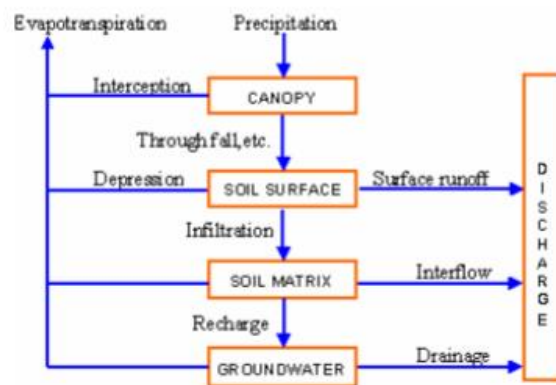 Evapotranspiration
Precipitation
Interception
CANOPY
Through fall,etc.
Depression
SOIL SURFACE
Surface runoff
Infiltration
SOIL MATRIX
Interflow
Recharge
GROUNDWATER
Drainage
DISCHARGE